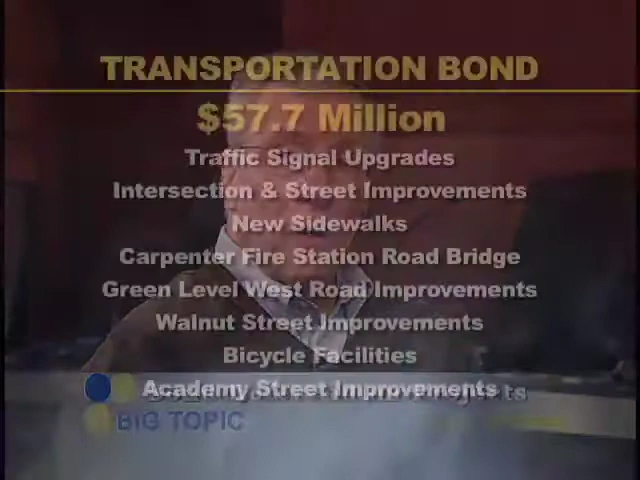 TRANSPORTATION BOND
$57.7 Million
Traffic Signal Upgrades
Intersection & Street Improvements
New Sidewalks
Carpenter Fire Station Road Bridge
Green Level West Road Improvements
Walnut Street Improvements
Bicycle Facilities
Academy Street Improvements
BIG TOPIC